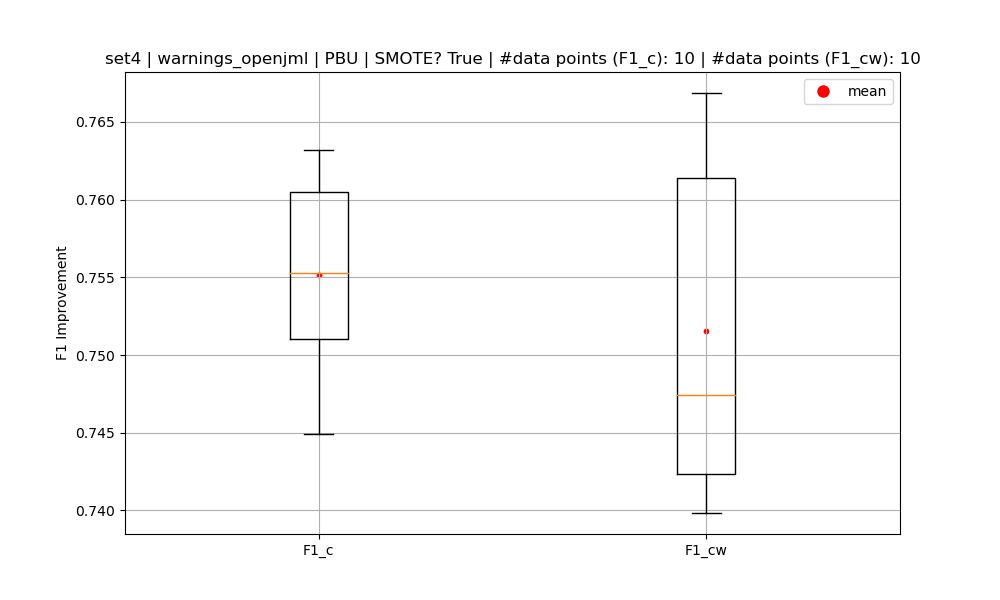 set4 | warnings_openjml | PBU | SMOTE? True | #data points (F1_c): 10 | #data points (F1_cw): 10
mean
0.765
0.760
0.755
0.750
0.745
0.740
F1 Improvement
F1_c
F1_cw